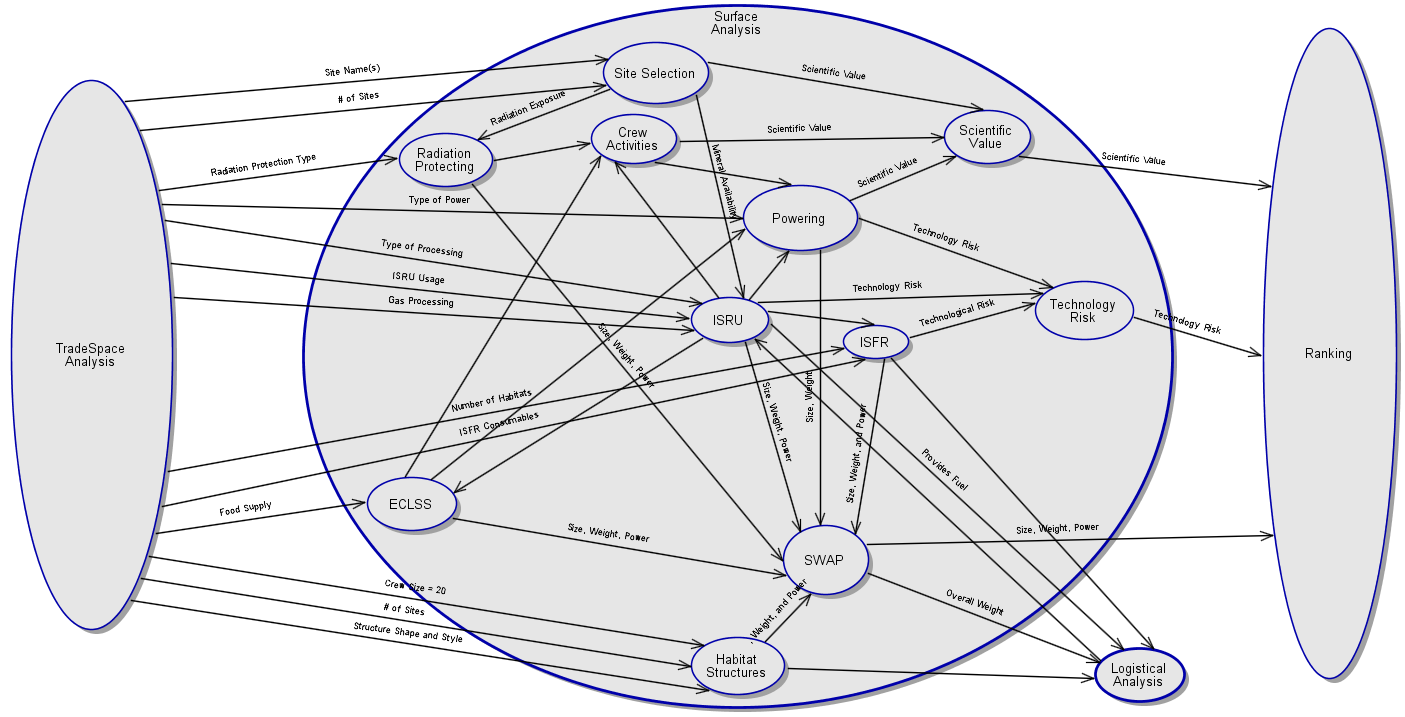 Surface
Analysis
Site Name(s)
Site Selection
Scientific Value
# of Sites
Radiation Exposure
Crew
Activities
Scientific Value
Scientific
Value
Radiation Protection Type
Radiation
Protecting
Mineral Availability
Scientific Value
Scientific Value
Type of Power
Powering
Technology Risk
Type of Processing
ISRU Usage
Gas Processing
Technology Risk
ISRU
Technological Risk
Technology
Risk
Technology Risk
ISFR
TradeSpace
Analysis
Ranking
Size, Weight, Power
Number of Habitats
ISFR Consumables
Size, Weight, Power
Size, Weight
Size, Weight, and Power
Provides Fuel
Food Supply
ECLSS
Size, Weight, Power
SWAP
Size, Weight, Power
Crew Size = 20
# of Sites
Structure Shape and Style
, Weight, and Power
Overall Weight
Habitat
Structures
Logistical
Analysis